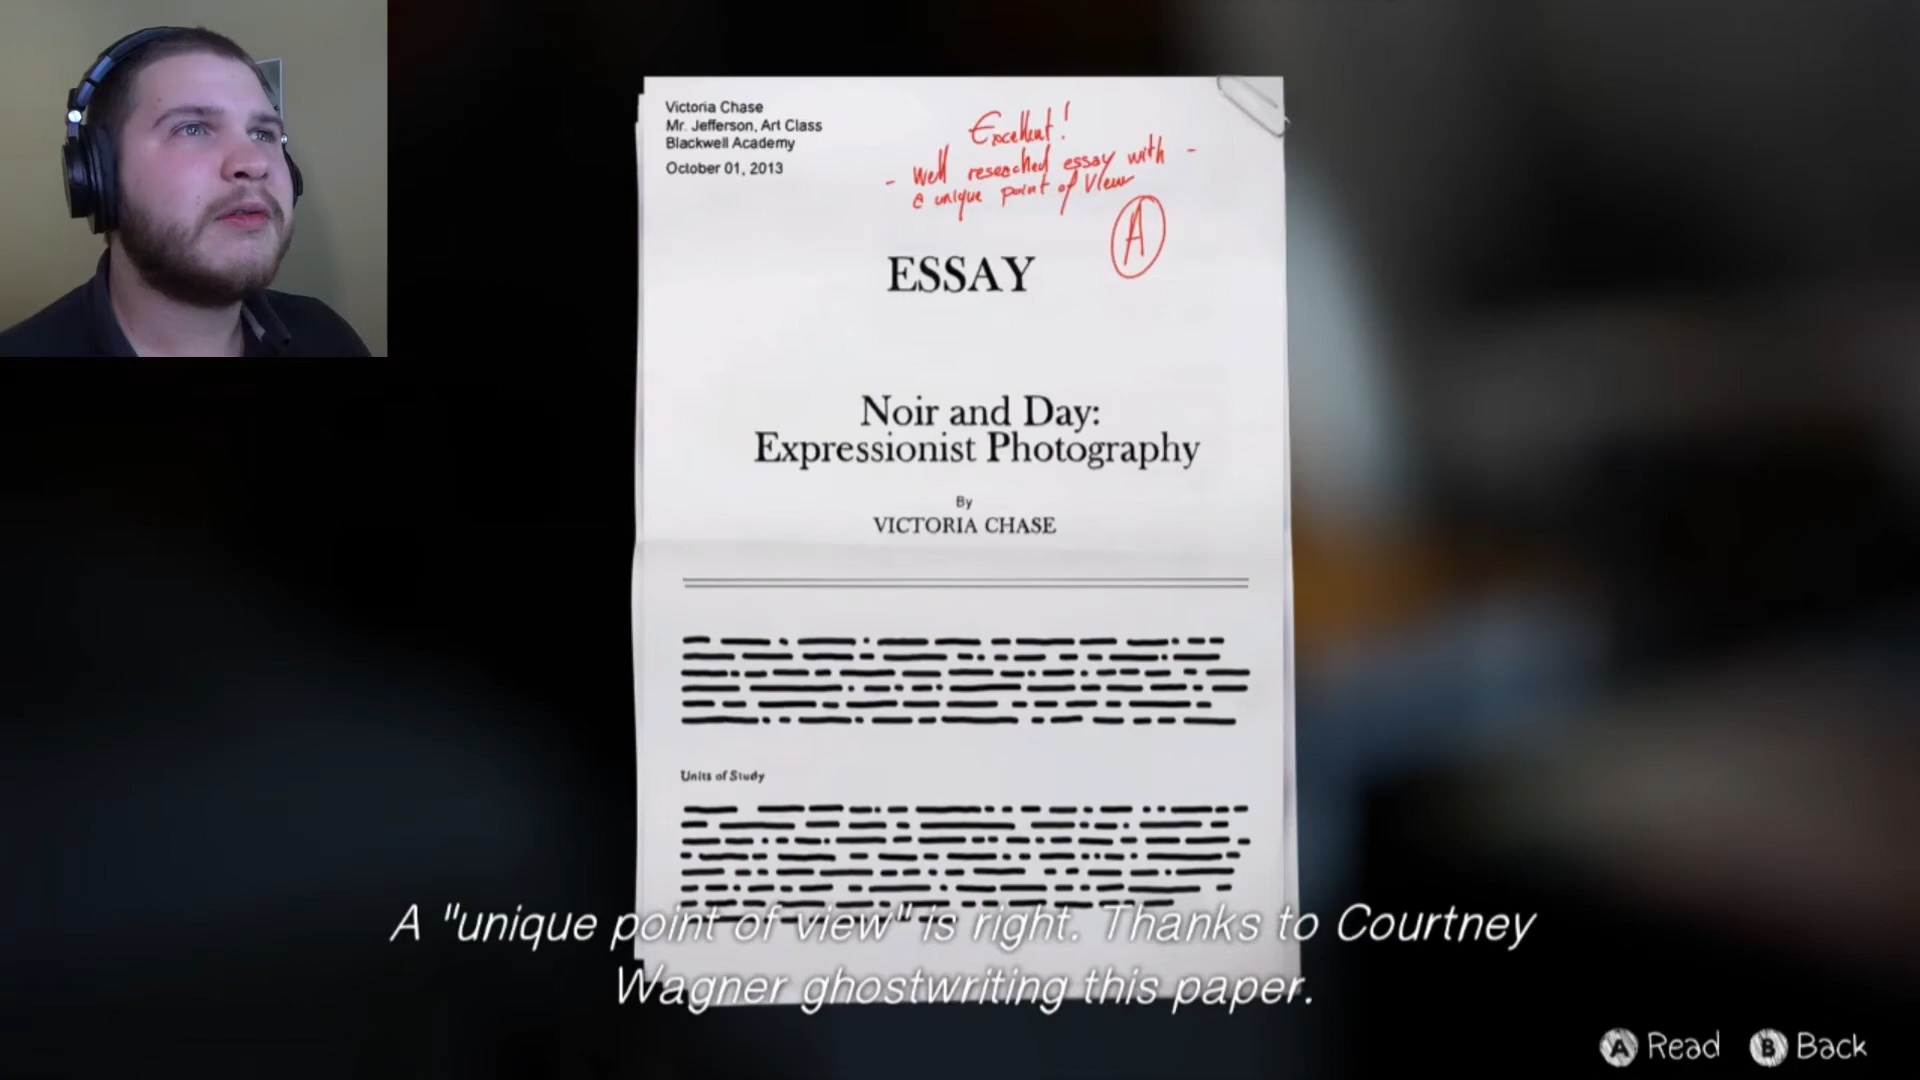 Victoria Chase
Mr. Jefferson, Art Class
Blackwell Academy
October 01, 2013
Excellent!
- Well reseached essay with -
a unique point of View
A
ESSAY
Noir and Day:
Expressionist Photography
By
VICTORIA CHASE
Units of Study
A "unique point of view" is right. Thanks to Courtney
Wagner ghostwriting this paper.
A Read B Back